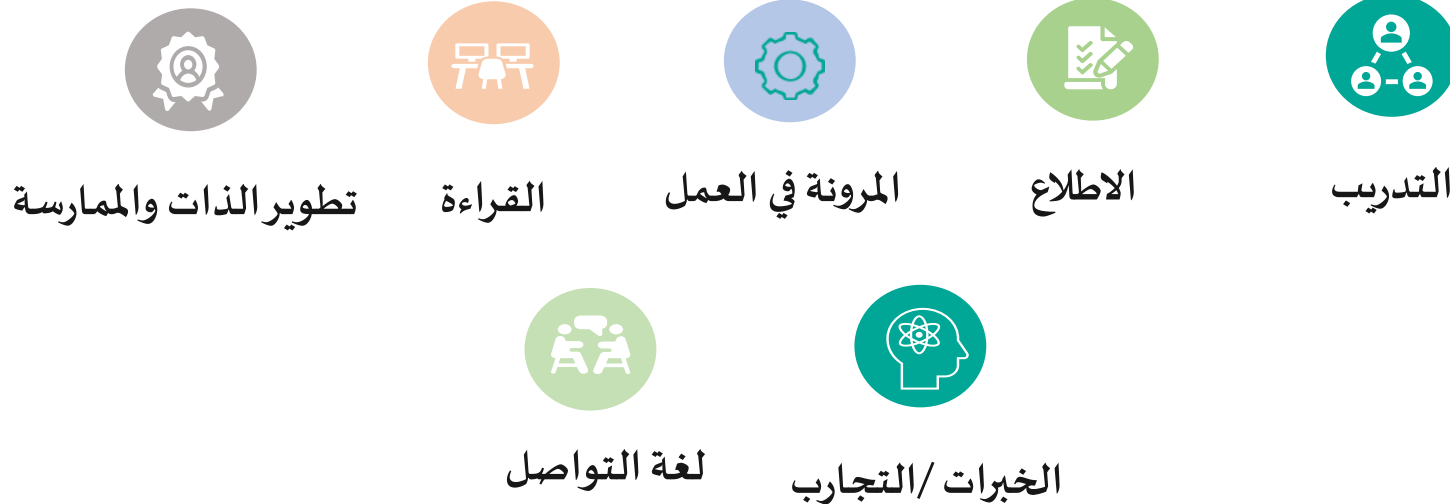 التدريب
الاطلاع
المرونة في العمل
القراءة
تطوير الذات والممارسة
الخبرات /التجارب
لغة التواصل